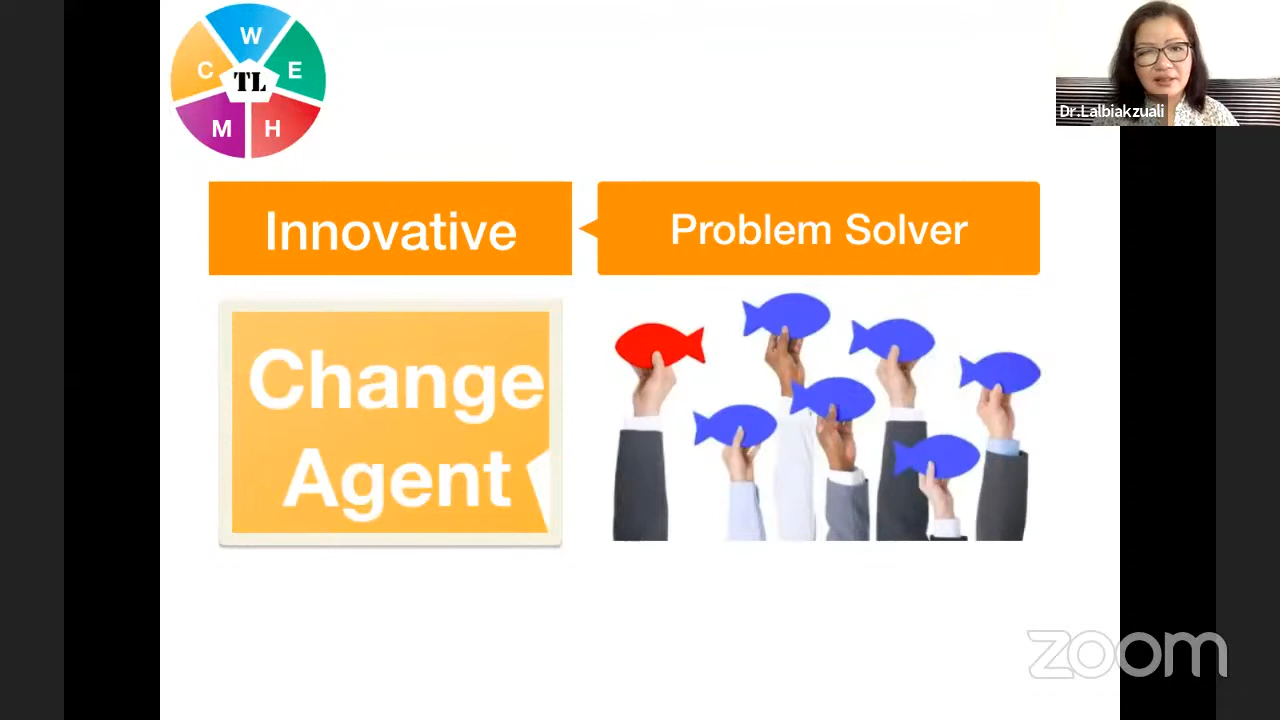 W
C
TL
E
M
H
Dr.Lalbiakzuali
Innovative
Problem Solver
Change
Agent
zoom